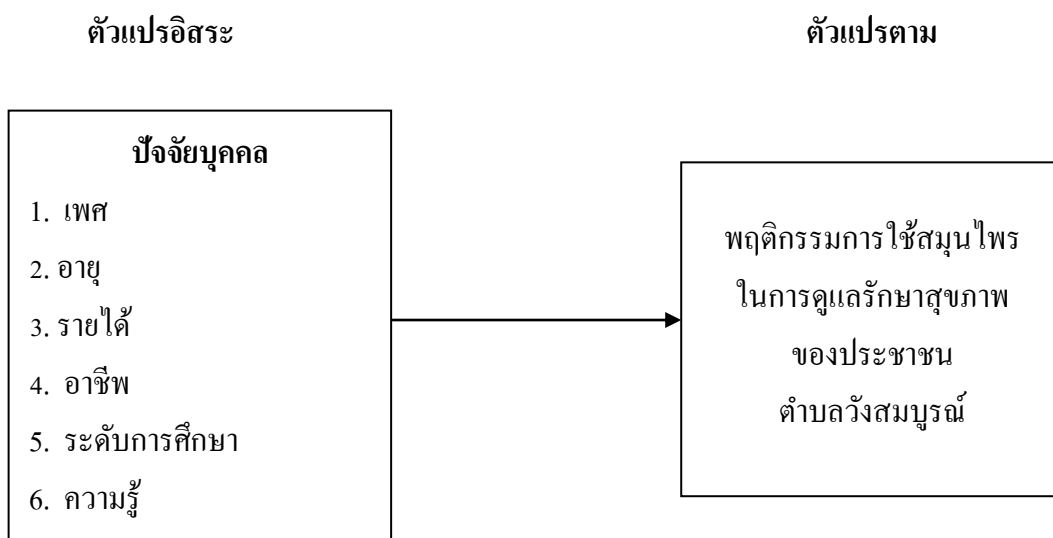 ตัวแปรอิสระ
ตัวแปรตาม
ปัจจัยบุคคล
1. เพศ
2. อายุ
3. รายได้
4. อาชีพ
5. ระดับการศึกษา
6. ความรู้
พฤติกรรมการใช้สมุนไพร
ในการดูแลรักษาสุขภาพ
ของประชาชน
ตำบลวังสมบูรณ์